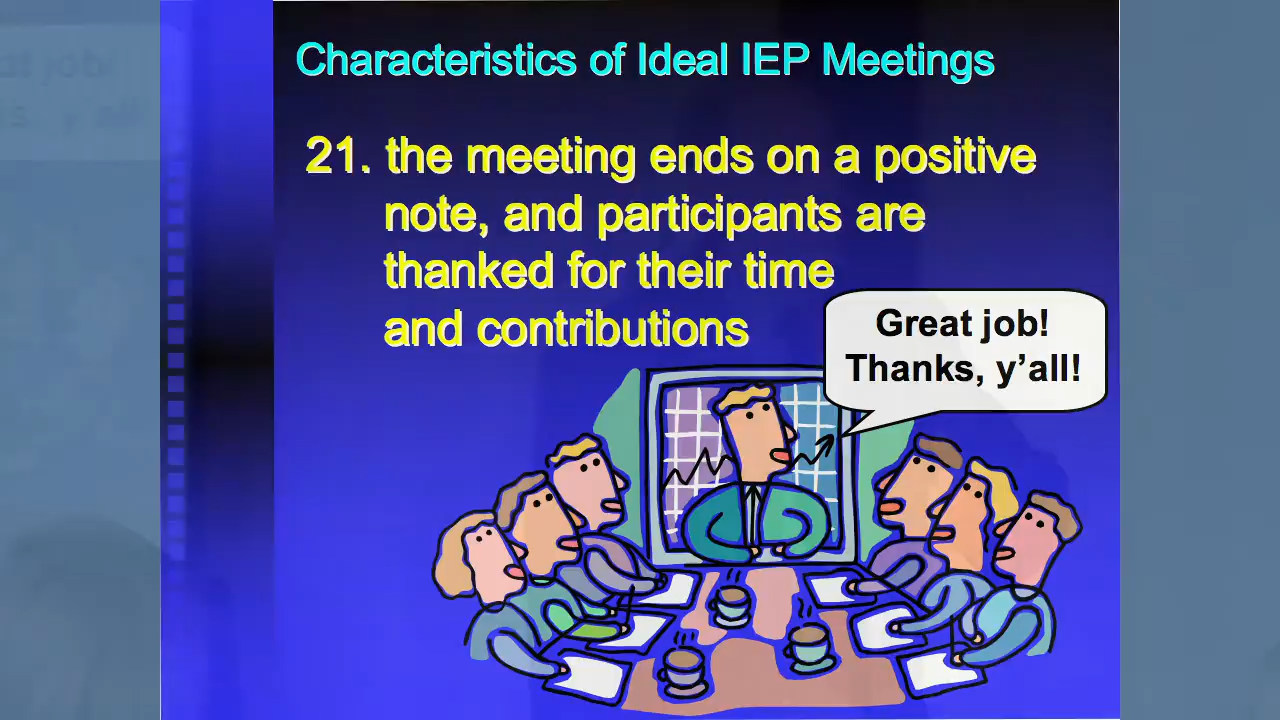 Characteristics of Ideal IEP Meetings
21. the meeting ends on a positive
note, and participants are
thanked for their time
and contributions
Great job!
Thanks, y'all!